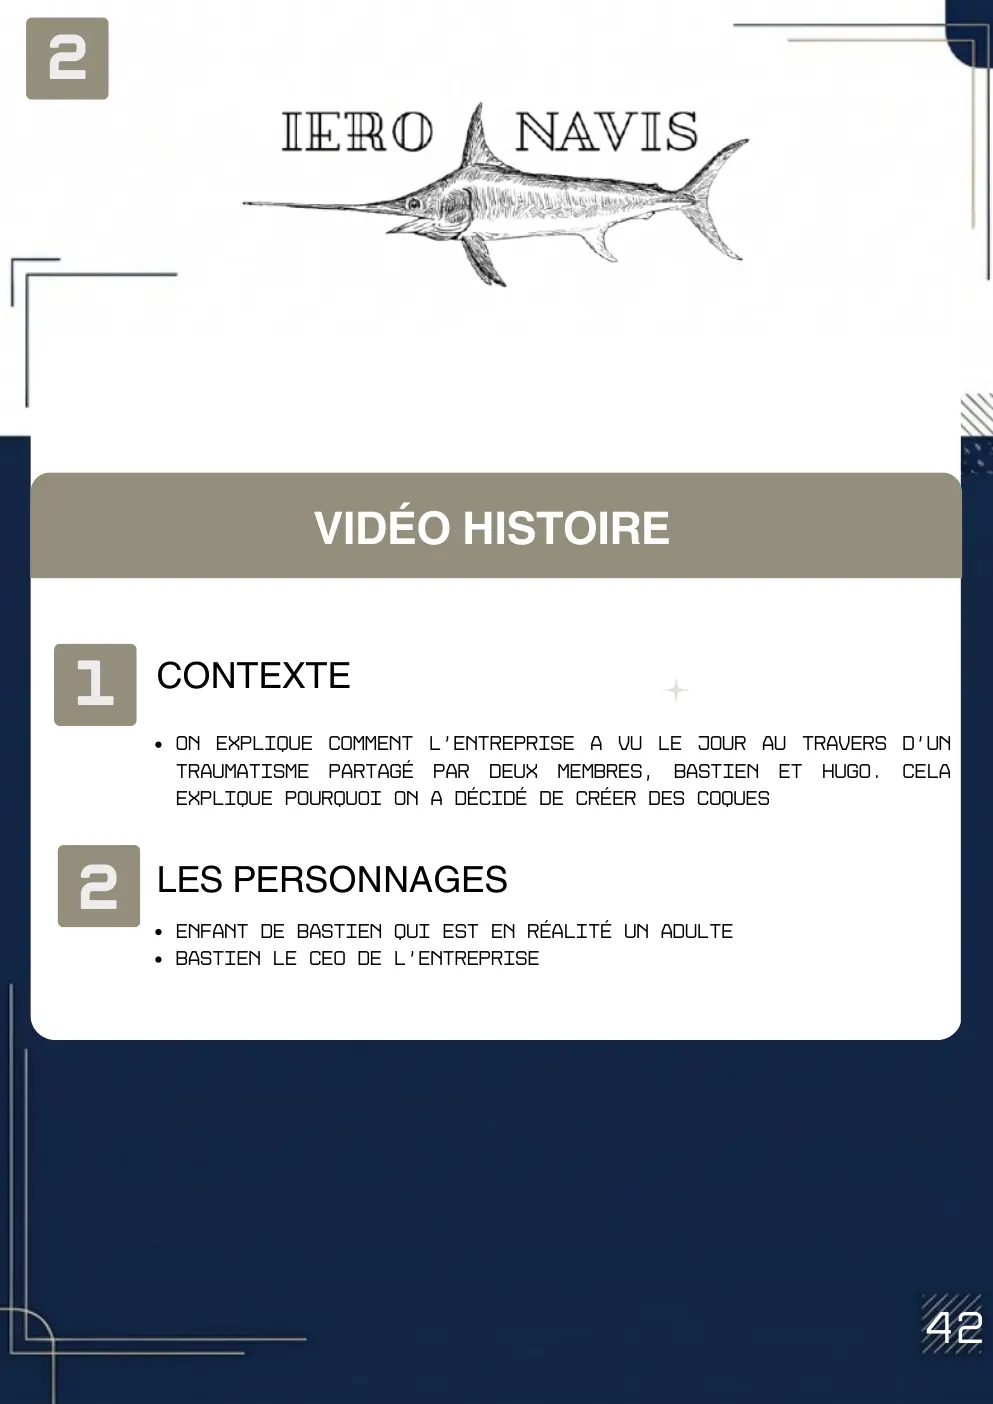 2
IERO NAVIS
VIDÉO HISTOIRE
1
CONTEXTE
• ON EXPLIQUE COMMENT L'ENTREPRISE A VU LE JOUR AU TRAVERS D'UN
TRAUMATISME PARTAGÉ PAR DEUX MEMBRES, BASTIEN ET HUGO. CELA
EXPLIQUE POURQUOI ON A DÉCIDÉ DE CRÉER DES COQUES
2
LES PERSONNAGES
• ENFANT DE BASTIEN QUI EST EN RÉALITÉ UN ADULTE
• BASTIEN LE CEO DE L'ENTREPRISE
42